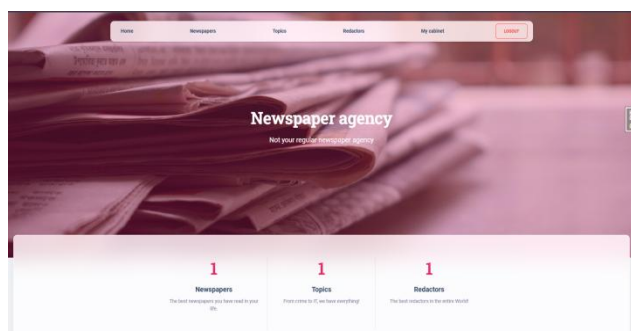 Home
Newspapers
Topics
Redactors
My cabinet
LOGOUT
Newspaper agency
Not your regular newspaper agency
1
1
1
Newspapers
Topics
Redactors
The best newspapers you have read in your
life.
From crime to IT, we have everything!
The best redactors in the entire World!